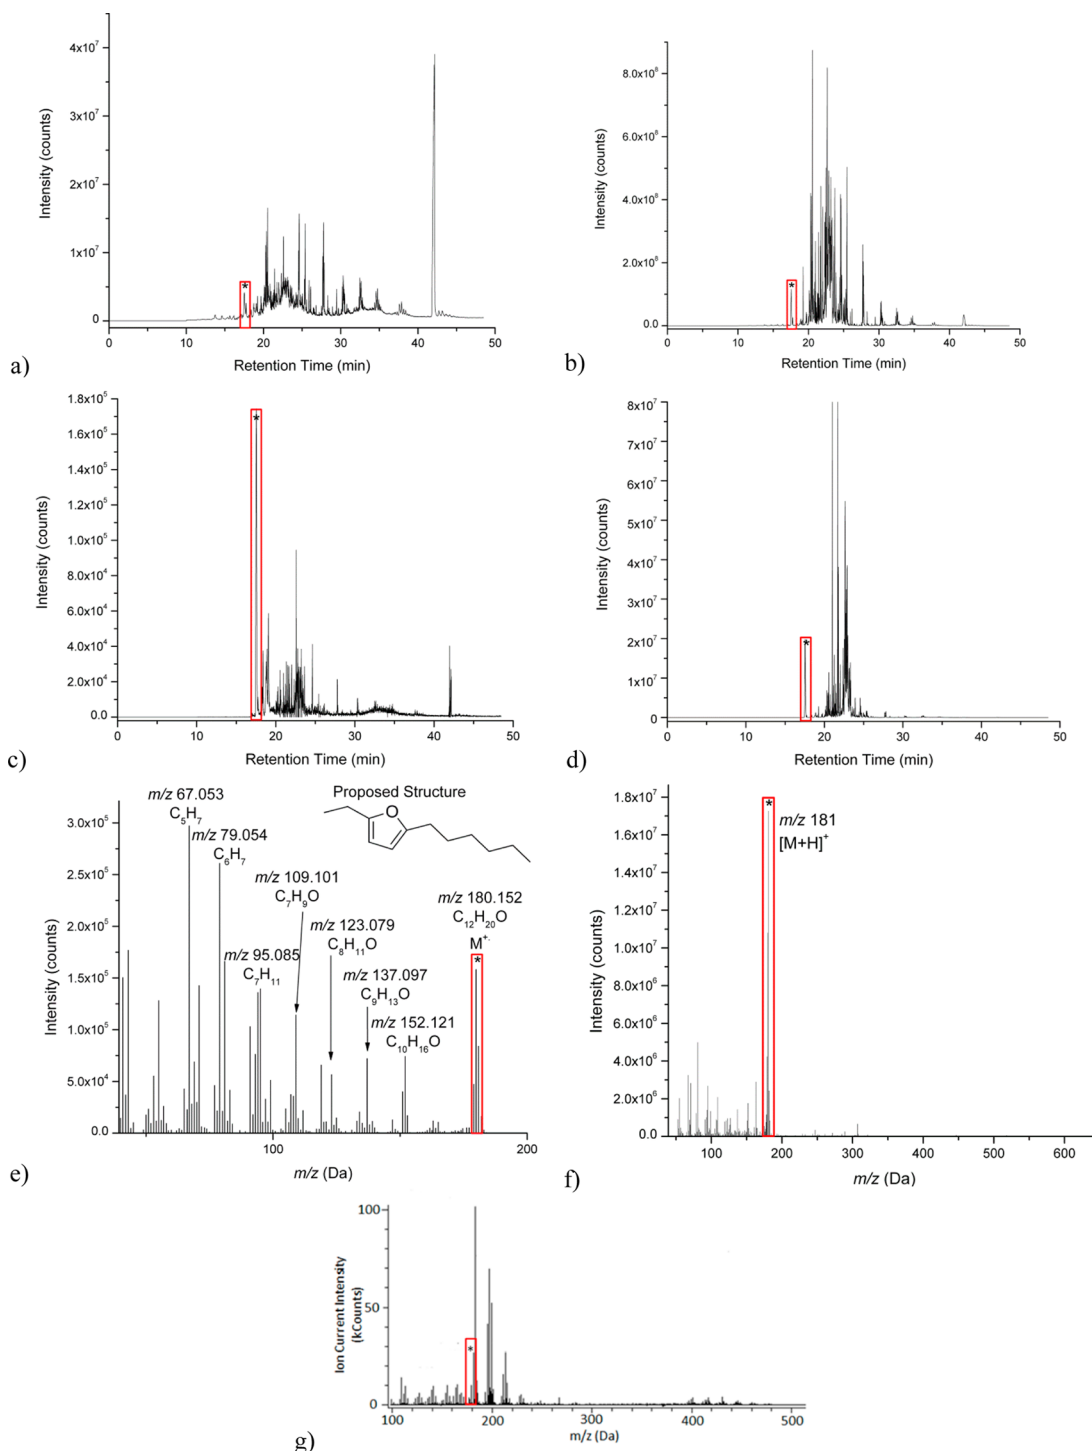 4x10⁷
3x10⁷
2x10⁷
1x10⁷
0
Intensity (counts)
*
0 10 20 30 40 50
Retention Time (min)
a)
8.0x10⁸
6.0x10⁸
4.0x10⁸
2.0x10⁸
0.0
Intensity (counts)
*
0 10 20 30 40 50
Retention Time (min)
b)
1.8x10⁵
1.6x10⁵
1.4x10⁵
1.2x10⁵
1.0x10⁵
8.0x10⁴
6.0x10⁴
4.0x10⁴
2.0x10⁴
0.0
Intensity (counts)
*
0 10 20 30 40 50
Retention Time (min)
c)
8x10⁷
7x10⁷
6x10⁷
5x10⁷
4x10⁷
3x10⁷
2x10⁷
1x10⁷
0
Intensity (counts)
*
0 10 20 30 40 50
Retention Time (min)
d)
3.0x10⁵
2.5x10⁵
2.0x10⁵
1.5x10⁵
1.0x10⁵
5.0x10⁴
0.0
Intensity (counts)
m/z 67.053
C₅H₇
m/z 79.054
C₆H₇
Proposed Structure
O
m/z 109.101
C₇H₉O
m/z 123.079
C₈H₁₁O
m/z 95.085
C₇H₁₁
m/z 137.097
C₉H₁₃O
m/z 152.121
C₁₀H₁₆O
m/z 180.152
C₁₂H₂₀O
M⁺·
*
100 200
m/z (Da)
e)
1.8x10⁷
1.6x10⁷
1.4x10⁷
1.2x10⁷
1.0x10⁷
8.0x10⁶
6.0x10⁶
4.0x10⁶
2.0x10⁶
0.0
Intensity (counts)
*
m/z 181
[M+H]⁺
100 200 300 400 500 600
m/z (Da)
f)
100
50
0
Ion Current Intensity
(kCounts)
*
100 200 300 400 500
m/z (Da)
g)